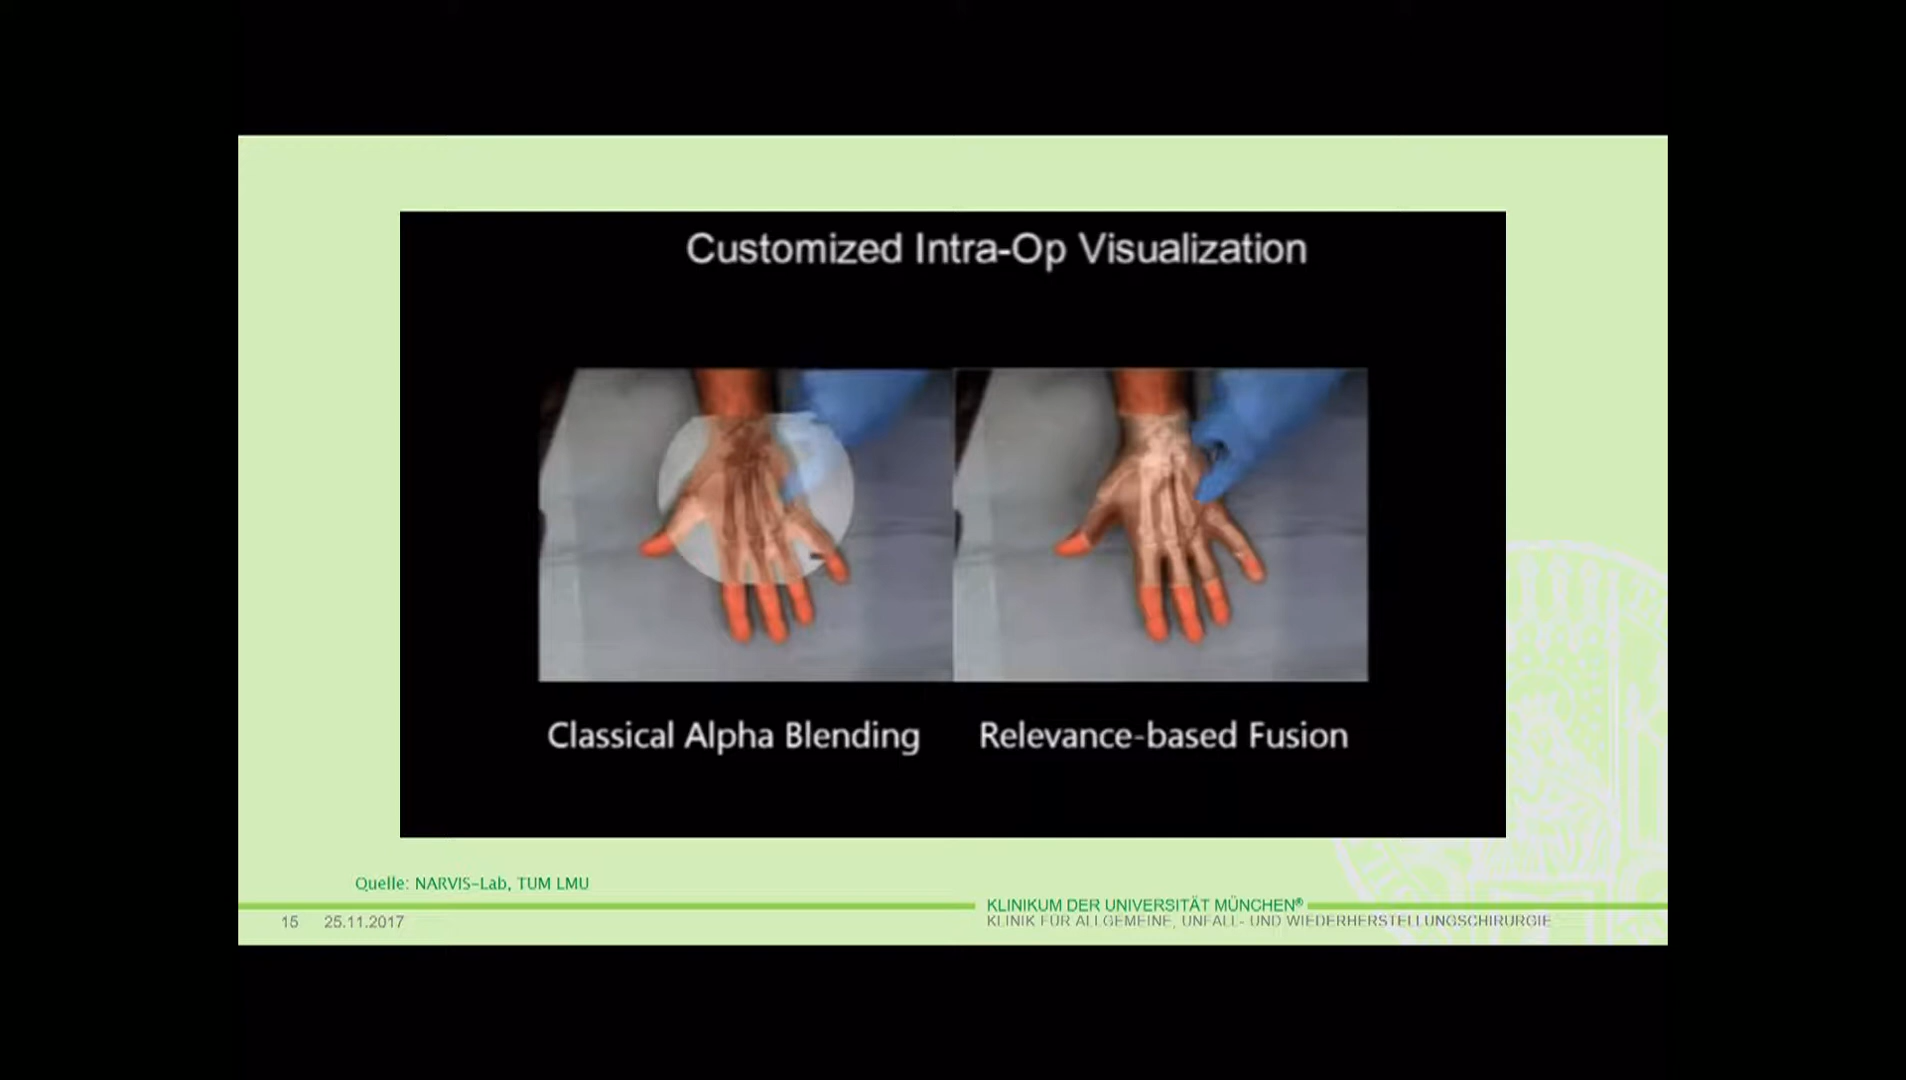 Customized Intra-Op Visualization
Classical Alpha Blending
Relevance-based Fusion
Quelle: NARVIS-Lab, TUM LMU
KLINIKUM DER UNIVERSITÄT MÜNCHEN®
15 25.11.2017
KLINIK FÜR ALLGEMEINE, UNFALL- UND WIEDERHERSTELLUNGSCHIRURGIE